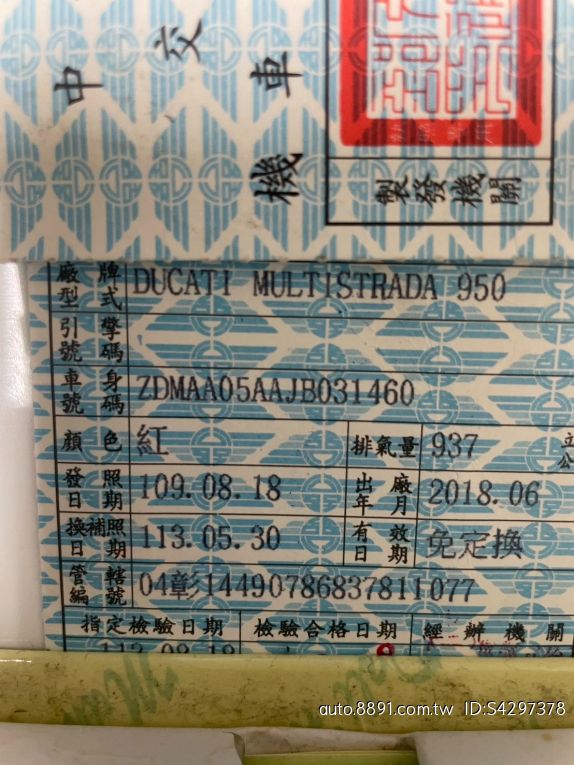 中 交 車 機
製發機關
廠牌型式 DUCATI MULTISTRADA 950
引擎號碼
車身號碼 ZDMAA05AAJB031460
顏色 紅 排氣量 937 立
公
發照日期 109.08.18 出廠年月 2018.06
換補照日期 113.05.30 有效日期 免定換
管轄編號 04彰14490786837811077
指定檢驗日期 檢驗合格日期 經辦機關
113.08.18
auto.8891.com.tw ID:S4297378